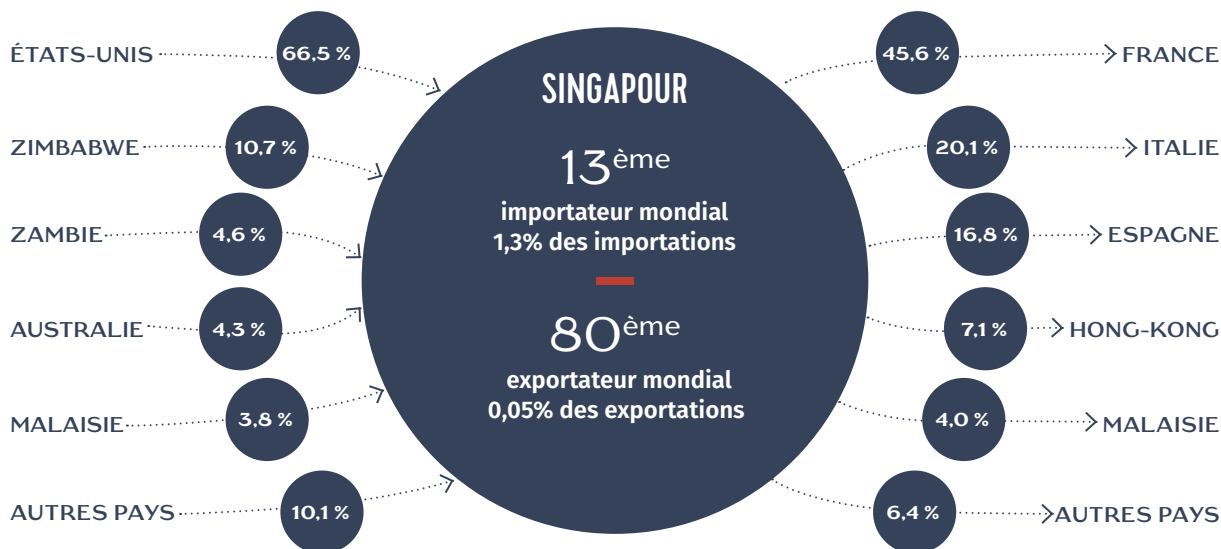 ÉTATS-UNIS
66,5 %
ZIMBABWE
10,7 %
ZAMBIE
4,6 %
AUSTRALIE
4,3 %
MALAISIE
3,8 %
AUTRES PAYS
10,1 %
SINGAPOUR
13ème
importateur mondial
1,3% des importations
80ème
exportateur mondial
0,05% des exportations
45,6 %
FRANCE
20,1 %
ITALIE
16,8 %
ESPAGNE
7,1 %
HONG-KONG
4,0 %
MALAISIE
6,4 %
AUTRES PAYS